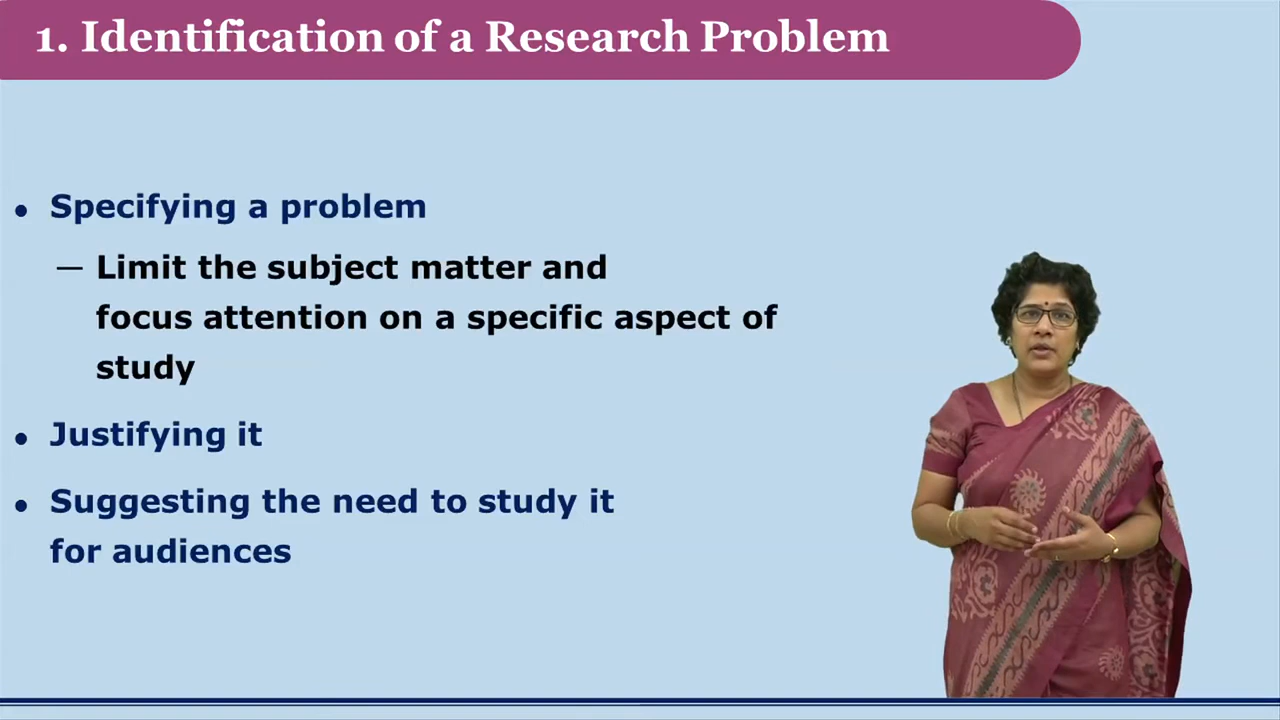 1. Identification of a Research Problem
• Specifying a problem
— Limit the subject matter and
focus attention on a specific aspect of
study
• Justifying it
• Suggesting the need to study it
for audiences